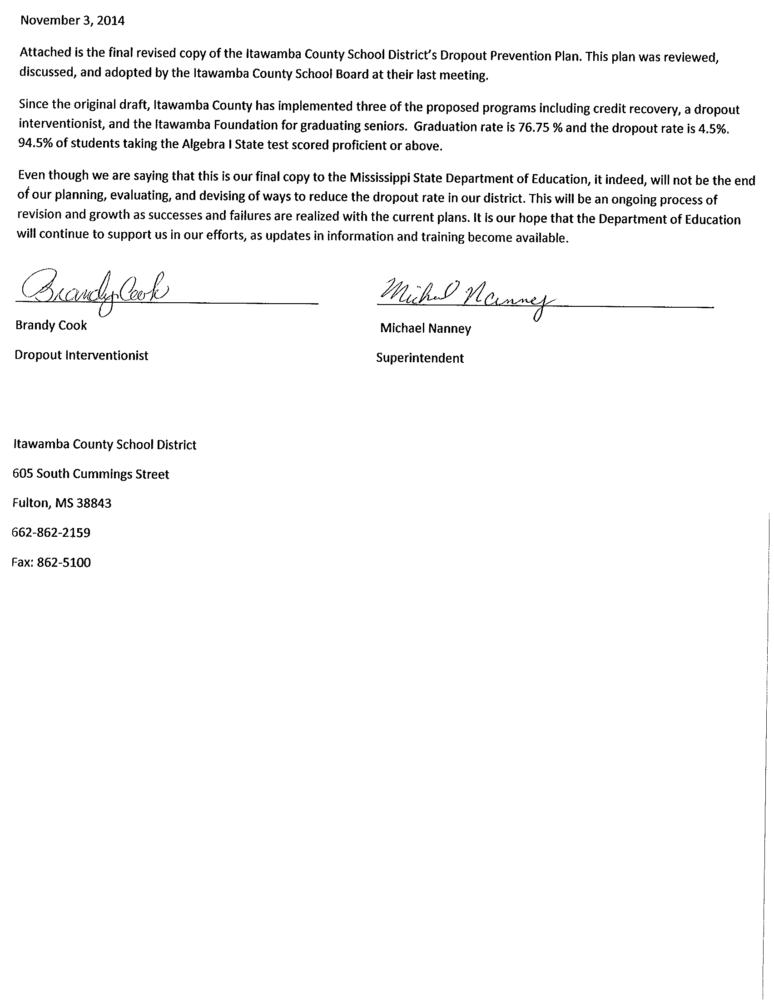 November 3, 2014
Attached is the final revised copy of the Itawamba County School District's Dropout Prevention Plan. This plan was reviewed,
discussed, and adopted by the Itawamba County School Board at their last meeting.
Since the original draft, Itawamba County has implemented three of the proposed programs including credit recovery, a dropout
interventionist, and the Itawamba Foundation for graduating seniors.  Graduation rate is 76.75 % and the dropout rate is 4.5%.
94.5% of students taking the Algebra I State test scored proficient or above.
Even though we are saying that this is our final copy to the Mississippi State Department of Education, it indeed, will not be the end
of our planning, evaluating, and devising of ways to reduce the dropout rate in our district. This will be an ongoing process of
revision and growth as successes and failures are realized with the current plans. It is our hope that the Department of Education
will continue to support us in our efforts, as updates in information and training become available.
Brandy Cook Michael Nanney
Brandy Cook Michael Nanney
Dropout Interventionist Superintendent
Itawamba County School District
605 South Cummings Street
Fulton, MS 38843
662-862-2159
Fax: 862-5100